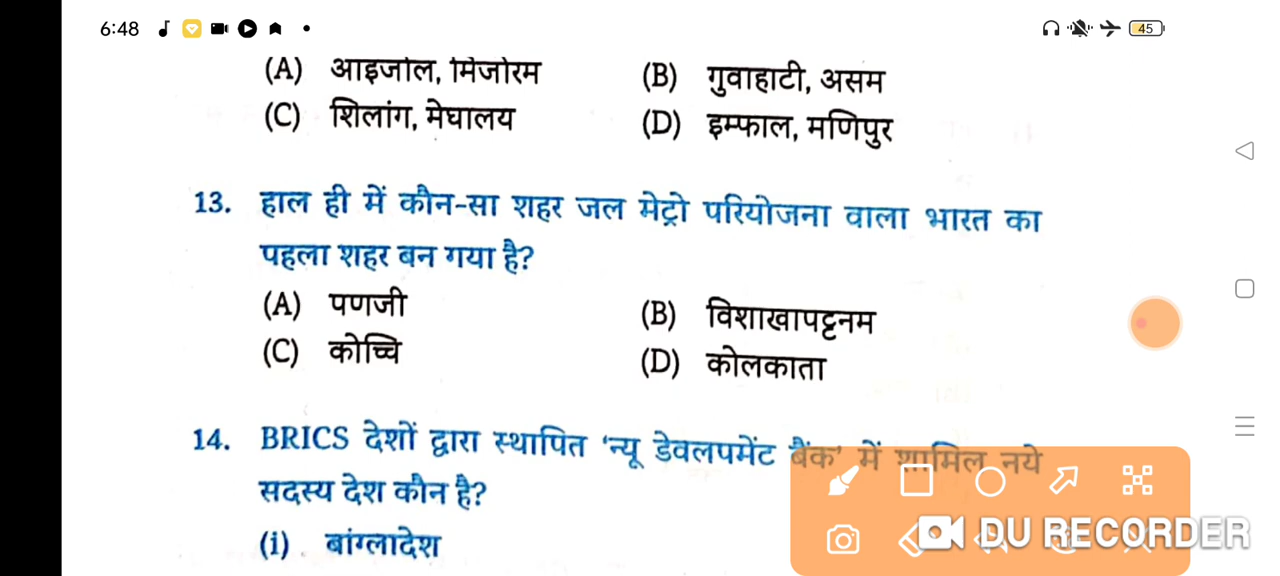 6:48
45
(A) आइजोल, मिजोरम (B) गुवाहाटी, असम
(C) शिलांग, मेघालय (D) इम्फाल, मणिपुर
13. हाल ही में कौन-सा शहर जल मेट्रो परियोजना वाला भारत का
पहला शहर बन गया है?
(A) पणजी (B) विशाखापट्टनम
(C) कोच्चि (D) कोलकाता
14. BRICS देशों द्वारा स्थापित ‘न्यू डेवलपमेंट बैंक’ में शामिल नये
सदस्य देश कौन है?
(i) बांग्लादेश
DU RECORDER